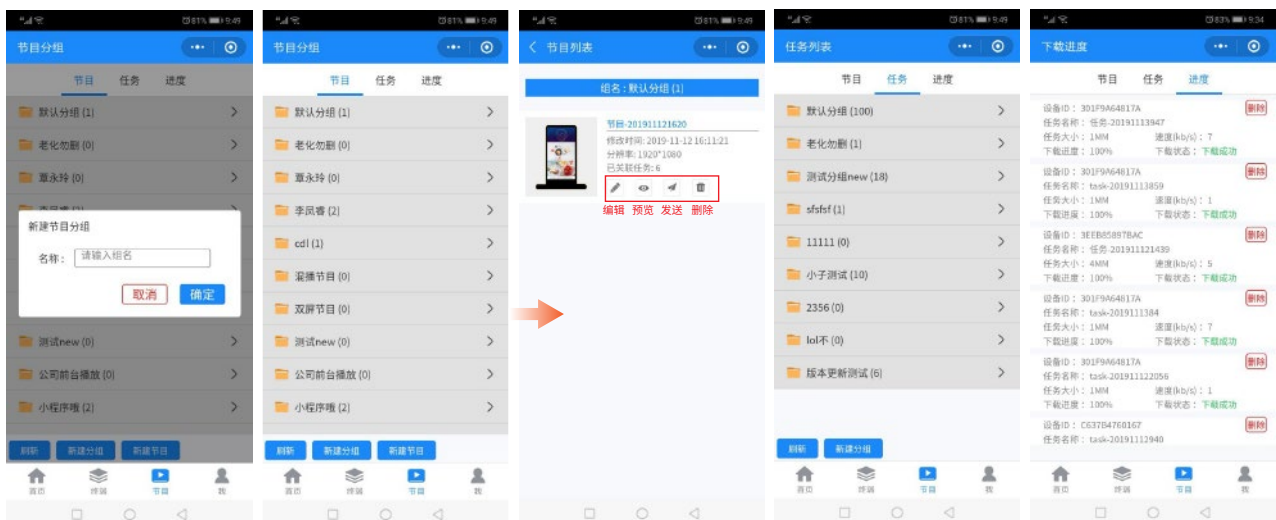 81% 9:49
节目分组
节目 任务 进度
默认分组 (1)
老化勿删 (0)
覃永玲 (0)
新建节目分组
名称： 请输入组名
取消 确定
测试new (0)
公司前台播放 (0)
小程序哦 (2)
刷新 新建分组 新建节目
首页 终端 节目 我
81% 9:49
节目分组
节目 任务 进度
默认分组 (1)
老化勿删 (0)
覃永玲 (0)
李凤睿 (2)
cdl (1)
混播节目 (0)
双屏节目 (0)
测试new (0)
公司前台播放 (0)
小程序哦 (2)
刷新 新建分组 新建节目
首页 终端 节目 我
81% 9:49
节目列表
组名：默认分组 (1)
节目-201911121620
修改时间: 2019-11-12 16:11:21
分辨率: 1920*1080
已关联任务: 6
编辑 预览 发送 删除
81% 9:49
任务列表
节目 任务 进度
默认分组 (100)
老化勿删 (1)
测试分组new (18)
sfsfsf (1)
11111 (0)
小子测试 (10)
2356 (0)
lol不 (0)
版本更新测试 (6)
刷新 新建分组
首页 终端 节目 我
83% 9:34
下载进度
节目 任务 进度
设备ID： 301F9A64817A 删除
任务名称： 任务-20191113947
任务大小： 1MM 速度(kb/s)： 7
下载进度： 100% 下载状态： 下载成功
设备ID： 301F9A64817A 删除
任务名称： task-20191113859
任务大小： 1MM 速度(kb/s)： 1
下载进度： 100% 下载状态： 下载成功
设备ID： 3EEB85897BAC 删除
任务名称： 任务-201911121439
任务大小： 4MM 速度(kb/s)： 5
下载进度： 100% 下载状态： 下载成功
设备ID： 301F9A64817A 删除
任务名称： task-2019111384
任务大小： 1MM 速度(kb/s)： 7
下载进度： 100% 下载状态： 下载成功
设备ID： 301F9A64817A 删除
任务名称： task-201911122056
任务大小： 1MM 速度(kb/s)： 1
下载进度： 100% 下载状态： 下载成功
设备ID： C637B4760167 删除
任务名称： task-20191112940
首页 终端 节目 我